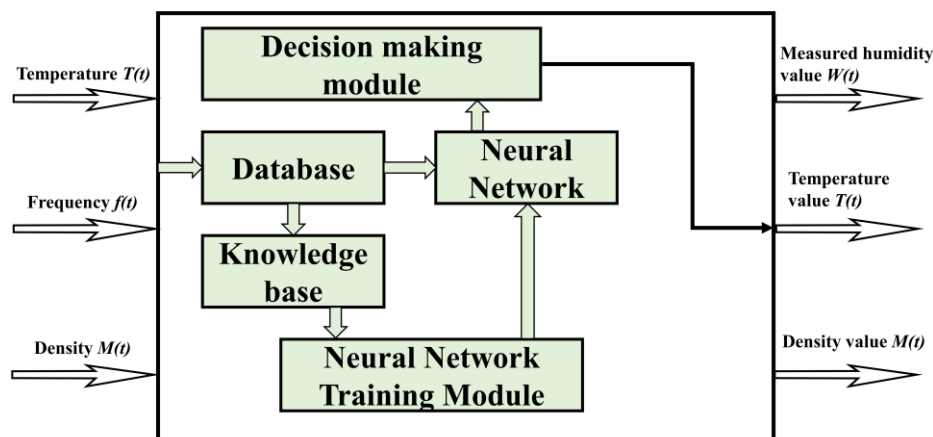 Temperature T(t)
Frequency f(t)
Density M(t)
Decision making
module
Database
Neural
Network
Knowledge
base
Neural Network
Training Module
Measured humidity
value W(t)
Temperature
value T(t)
Density value M(t)